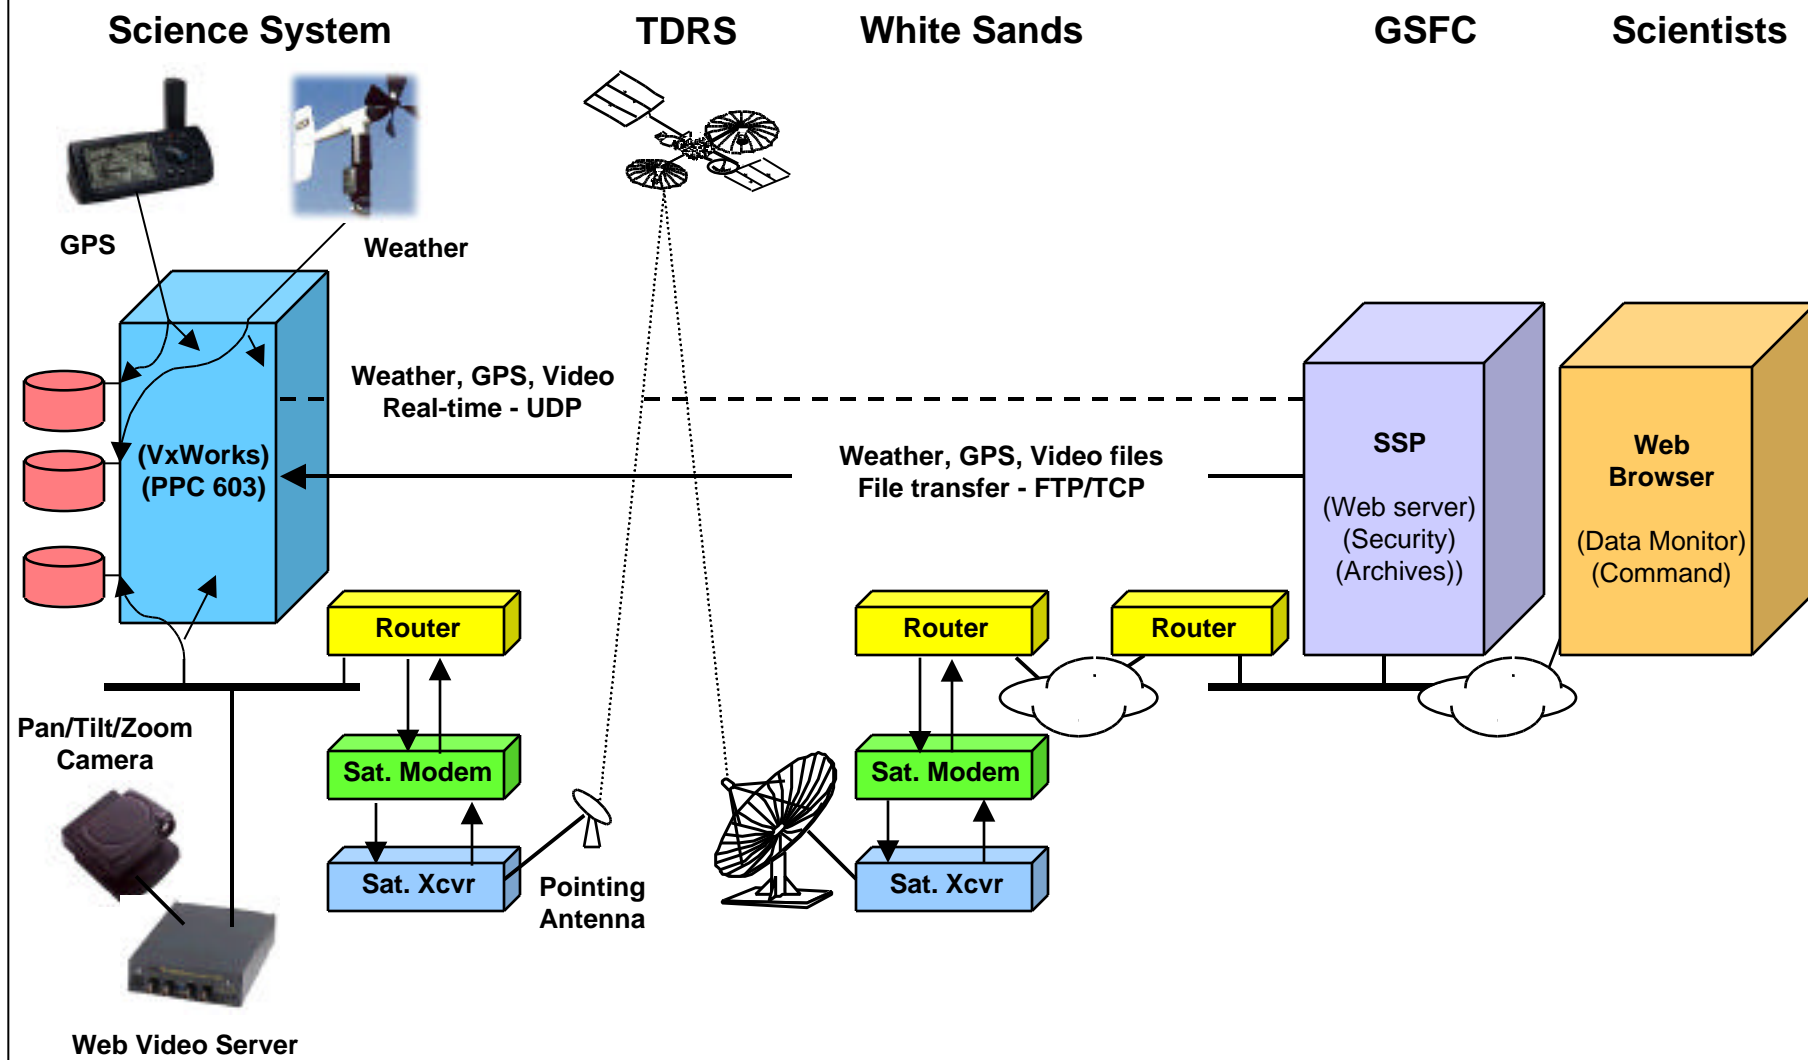 Science System
TDRS
White Sands
GSFC
Scientists
GPS
Weather
Weather, GPS, Video
Real-time - UDP
(VxWorks)
(PPC 603)
Weather, GPS, Video files
File transfer - FTP/TCP
SSP
(Web server)
(Security)
(Archives))
Web
Browser
(Data Monitor)
(Command)
Router
Router
Router
Pan/Tilt/Zoom
Camera
Sat. Modem
Sat. Modem
Sat. Xcvr
Pointing
Antenna
Sat. Xcvr
Web Video Server